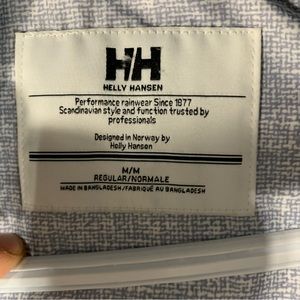 HH
HELLY HANSEN
Performance rainwear Since 1877
Scandinavian style and function trusted by
professionals
Designed in Norway by
Helly Hansen
M/M
REGULAR/NORMALE
MADE IN BANGLADESH/FABRIQUÉ AU BANGLADESH